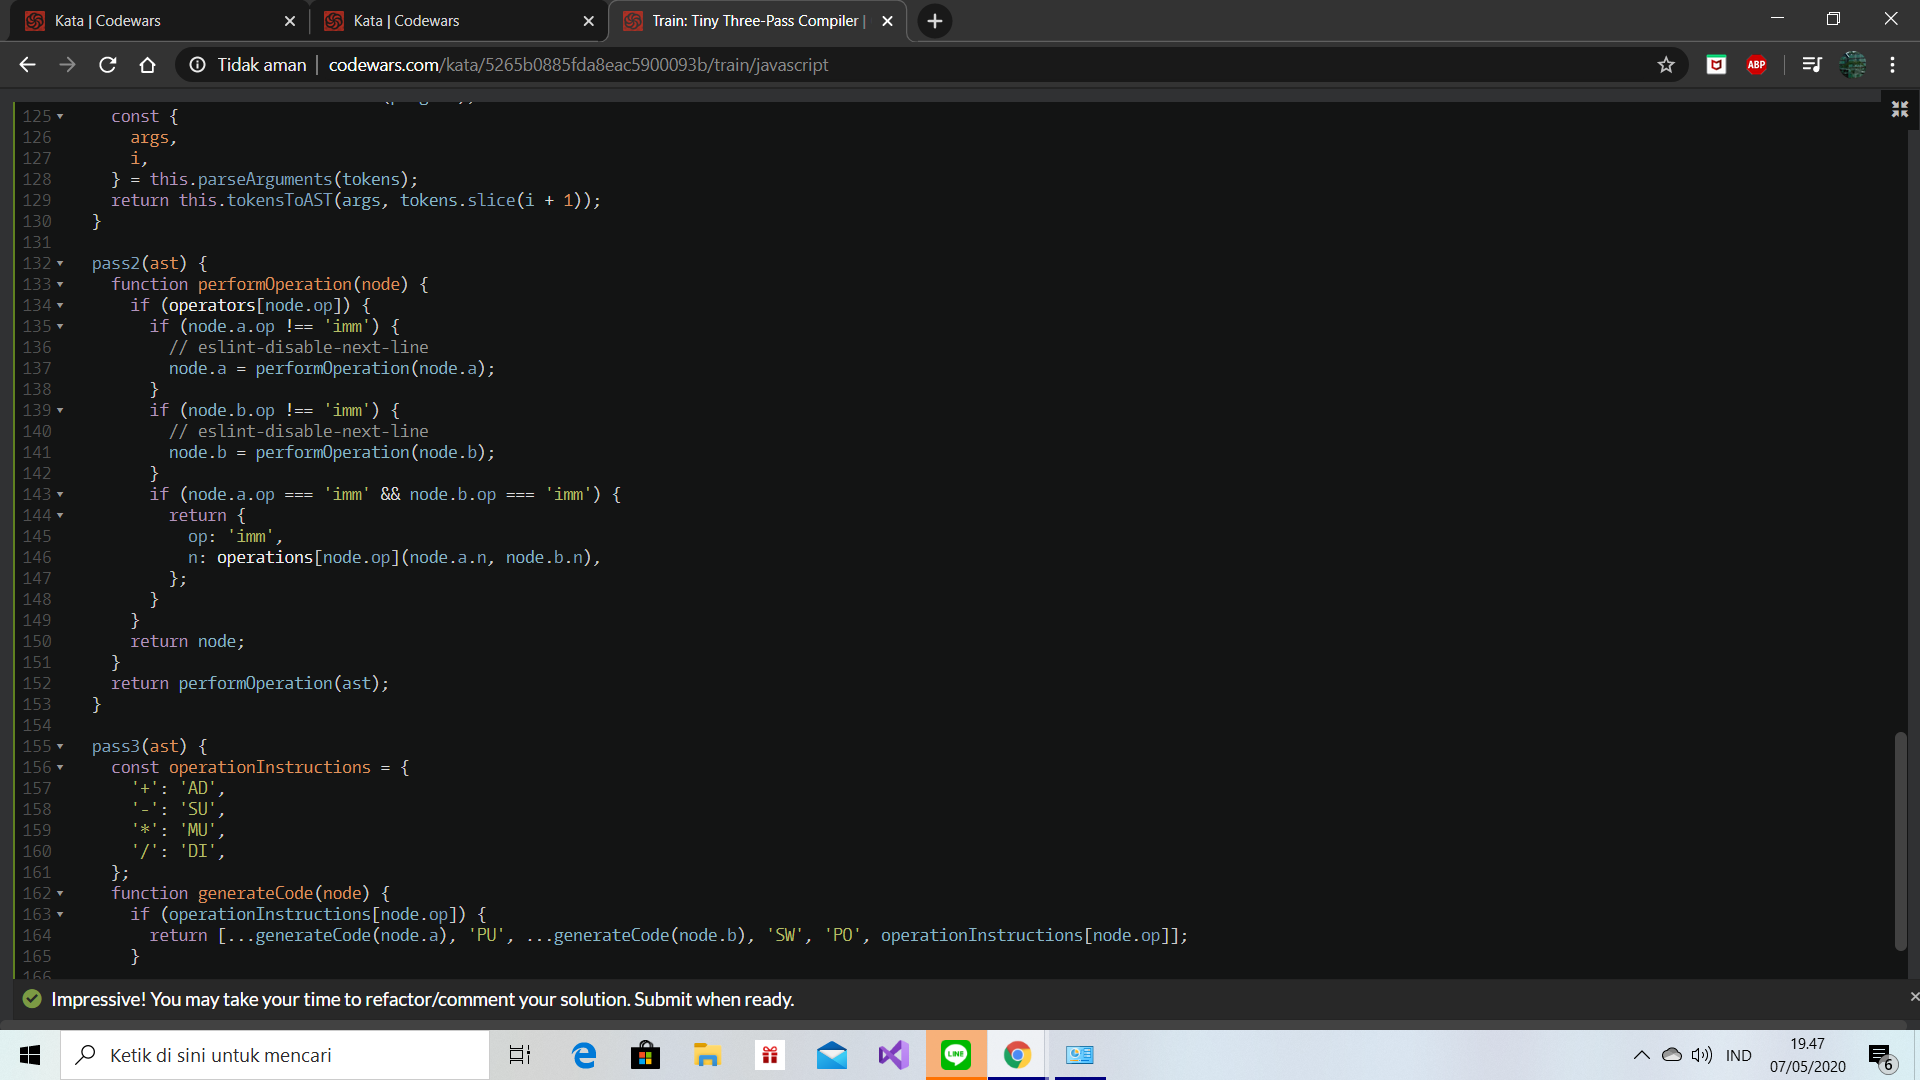 Kata | Codewars
Kata | Codewars
Train: Tiny Three-Pass Compiler |
Tidak aman | codewars.com/kata/5265b0885fda8eac5900093b/train/javascript
ABP
125 const {
126 args,
127 i,
128 } = this.parseArguments(tokens);
129 return this.tokensToAST(args, tokens.slice(i + 1));
130 }
131
132 pass2(ast) {
133 function performOperation(node) {
134 if (operators[node.op]) {
135 if (node.a.op !== 'imm') {
136 // eslint-disable-next-line
137 node.a = performOperation(node.a);
138 }
139 if (node.b.op !== 'imm') {
140 // eslint-disable-next-line
141 node.b = performOperation(node.b);
142 }
143 if (node.a.op === 'imm' && node.b.op === 'imm') {
144 return {
145 op: 'imm',
146 n: operations[node.op](node.a.n, node.b.n),
147 };
148 }
149 }
150 return node;
151 }
152 return performOperation(ast);
153 }
154
155 pass3(ast) {
156 const operationInstructions = {
157 '+': 'AD',
158 '-': 'SU',
159 '*': 'MU',
160 '/': 'DI',
161 };
162 function generateCode(node) {
163 if (operationInstructions[node.op]) {
164 return [...generateCode(node.a), 'PU', ...generateCode(node.b), 'SW', 'PO', operationInstructions[node.op]];
165 }
166
Impressive! You may take your time to refactor/comment your solution. Submit when ready.
Ketik di sini untuk mencari
LINE
IND
19.47
07/05/2020
6